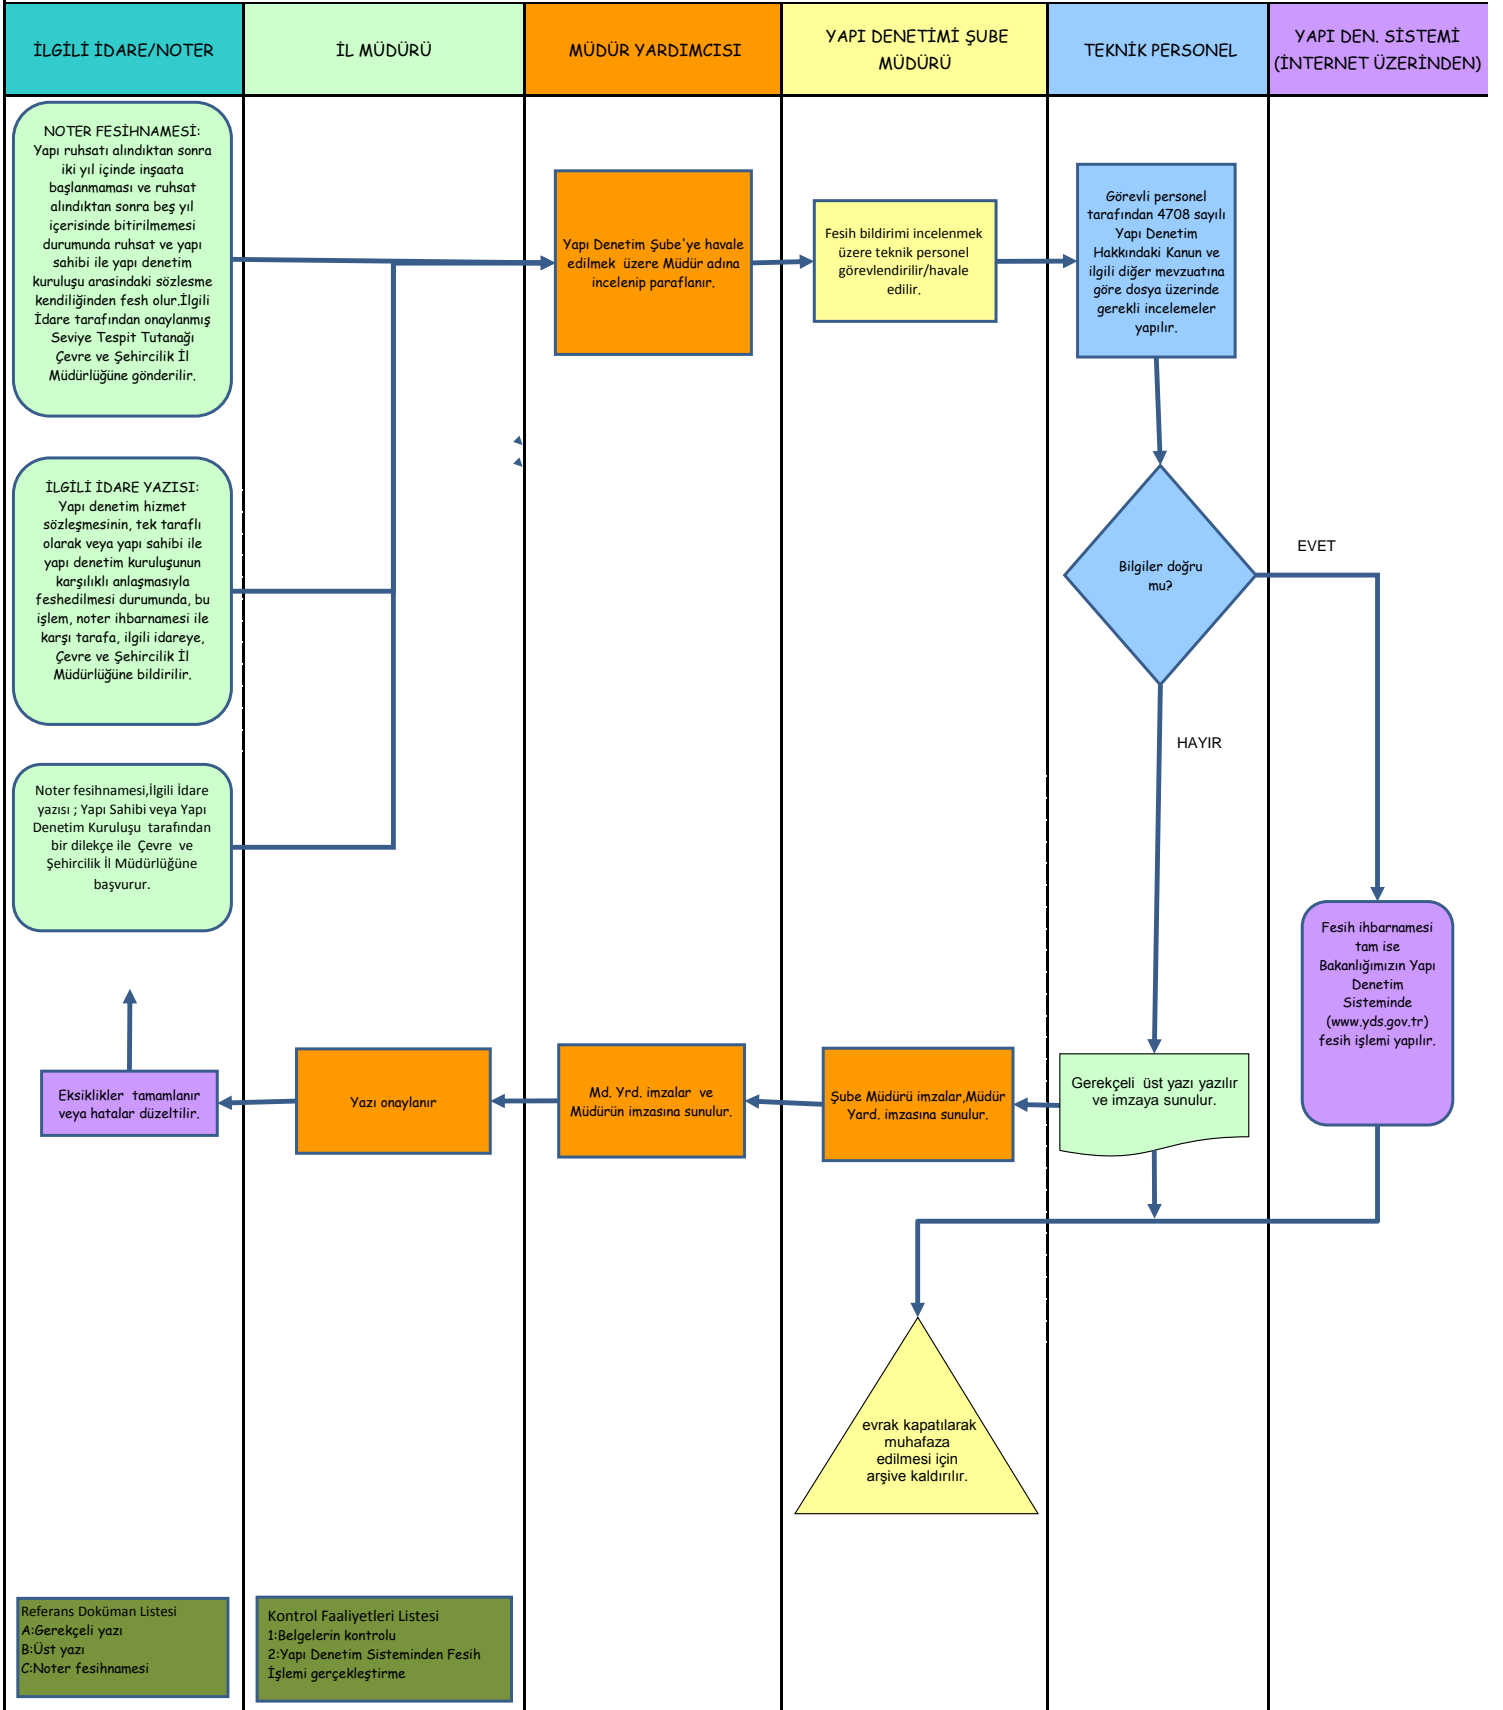 İLGİLİ İDARE/NOTER
İL MÜDÜRÜ
MÜDÜR YARDIMCISI
YAPI DENETİMİ ŞUBE
MÜDÜRÜ
TEKNİK PERSONEL
YAPI DEN. SİSTEMİ
(İNTERNET ÜZERİNDEN)
NOTER FESİHNAMESİ:
Yapı ruhsatı alındıktan sonra
iki yıl içinde inşaata
başlanmaması ve ruhsat
alındıktan sonra beş yıl
içerisinde bitirilmemesi
durumunda ruhsat ve yapı
sahibi ile yapı denetim
kuruluşu arasindaki sözlesme
kendiliğinden fesh olur.İlgili
İdare tarafından onaylanmış
Seviye Tespit Tutanağı
Çevre ve Şehircilik İl
Müdürlüğüne gönderilir.
Yapı Denetim Şube'ye havale
edilmek üzere Müdür adına
incelenip paraflanır.
Fesih bildirimi incelenmek
üzere teknik personel
görevlendirilir/havale
edilir.
Görevli personel
tarafından 4708 sayılı
Yapı Denetim
Hakkındaki Kanun ve
ilgili diğer mevzuatına
göre dosya üzerinde
gerekli incelemeler
yapılır.
İLGİLİ İDARE YAZISI:
Yapı denetim hizmet
sözleşmesinin, tek taraflı
olarak veya yapı sahibi ile
yapı denetim kuruluşunun
karşılıklı anlaşmasıyla
feshedilmesi durumunda, bu
işlem, noter ihbarnamesi ile
karşı tarafa, ilgili idareye,
Çevre ve Şehircilik İl
Müdürlüğüne bildirilir.
Bilgiler doğru
mu?
EVET
HAYIR
Noter fesihnamesi,İlgili İdare
yazısı ; Yapı Sahibi veya Yapı
Denetim Kuruluşu tarafından
bir dilekçe ile Çevre ve
Şehircilik İl Müdürlüğüne
başvurur.
Fesih ihbarnamesi
tam ise
Bakanlığımızın Yapı
Denetim
Sisteminde
(www.yds.gov.tr)
fesih işlemi yapılır.
Eksiklikler tamamlanır
veya hatalar düzeltilir.
Yazı onaylanır
Md. Yrd. imzalar ve
Müdürün imzasına sunulur.
Şube Müdürü imzalar,Müdür
Yard. imzasına sunulur.
Gerekçeli üst yazı yazılır
ve imzaya sunulur.
evrak kapatılarak
muhafaza
edilmesi için
arşive kaldırılır.
Referans Doküman Listesi
A:Gerekçeli yazı
B:Üst yazı
C:Noter fesihnamesi
Kontrol Faaliyetleri Listesi
1:Belgelerin kontrolu
2:Yapı Denetim Sisteminden Fesih
İşlemi gerçekleştirme